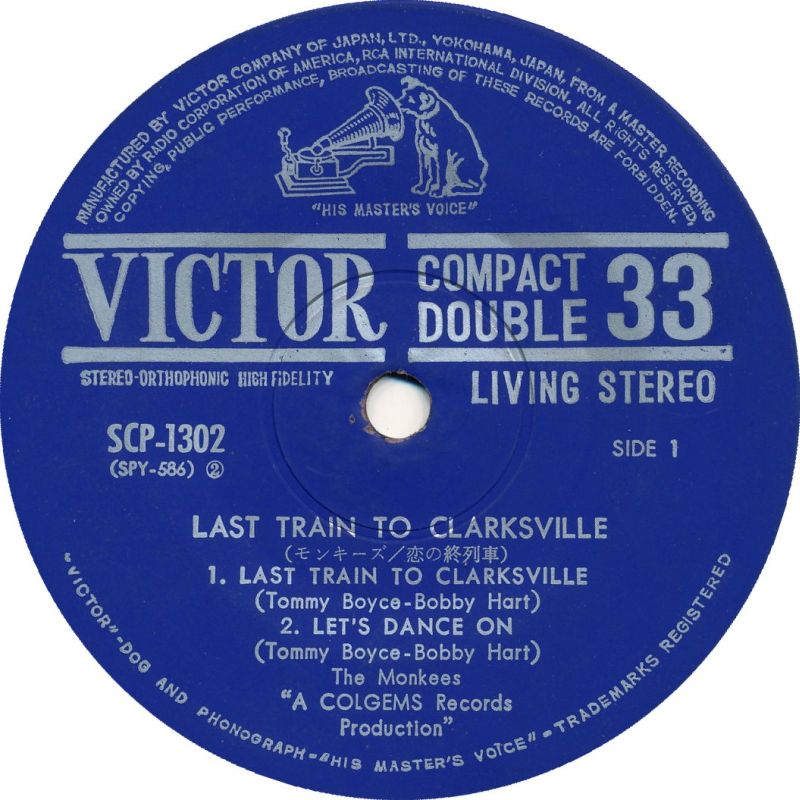 MANUFACTURED BY VICTOR COMPANY OF JAPAN, LTD., YOKOHAMA, JAPAN, FROM A MASTER RECORDING
OWNED BY RADIO CORPORATION OF AMERICA, RCA INTERNATIONAL DIVISION. ALL RIGHTS RESERVED,
COPYING, PUBLIC PERFORMANCE, BROADCASTING OF THESE RECORDS ARE FORBIDDEN.
"HIS MASTER'S VOICE"
VICTOR COMPACT DOUBLE 33
STEREO-ORTHOPHONIC HIGH FIDELITY
LIVING STEREO
SCP-1302
(SPY-586) ②
SIDE 1
LAST TRAIN TO CLARKSVILLE
(モンキーズ/恋の終列車)
1. LAST TRAIN TO CLARKSVILLE
(Tommy Boyce-Bobby Hart)
2. LET'S DANCE ON
(Tommy Boyce-Bobby Hart)
The Monkees
"A COLGEMS Records
Production"
"VICTOR"-DOG AND PHONOGRAPH-"HIS MASTER'S VOICE"-TRADEMARKS REGISTERED